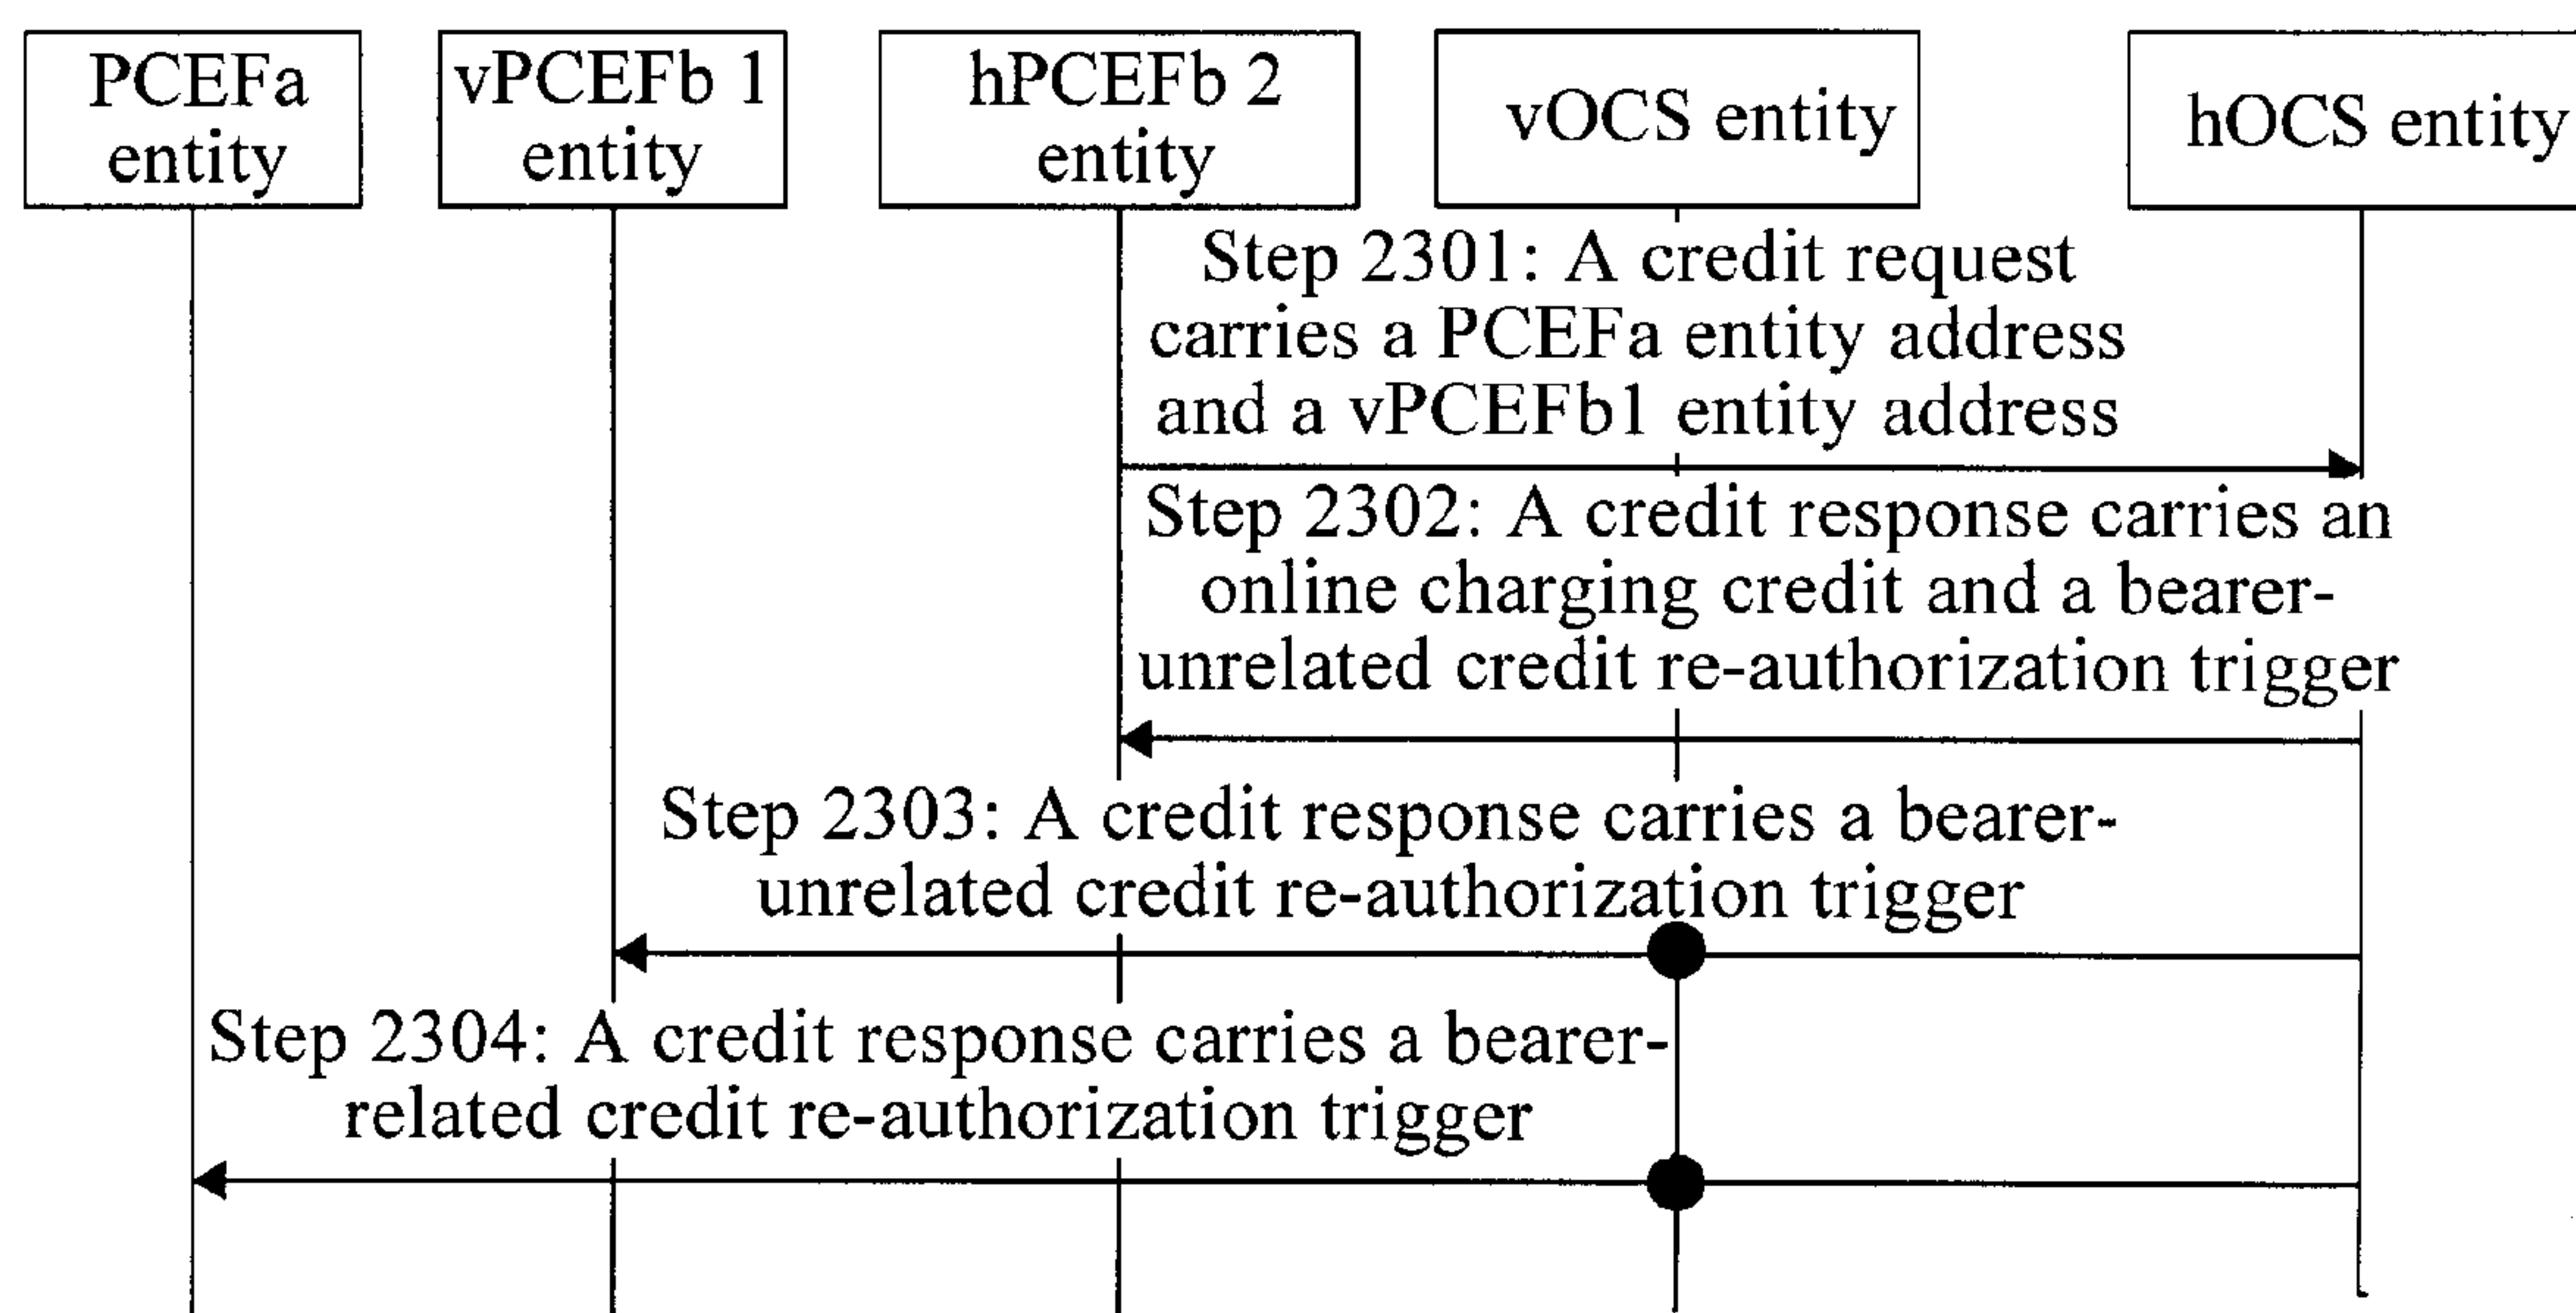 PCEFa
entity
vPCEFb 1
entity
hPCEFb 2
entity
vOCS entity
hOCS entity
Step 2301: A credit request
carries a PCEFa entity address
and a vPCEFb1 entity address
Step 2302: A credit response carries an
online charging credit and a bearer-
unrelated credit re-authorization trigger
Step 2303: A credit response carries a bearer-
unrelated credit re-authorization trigger
Step 2304: A credit response carries a bearer-
related credit re-authorization trigger